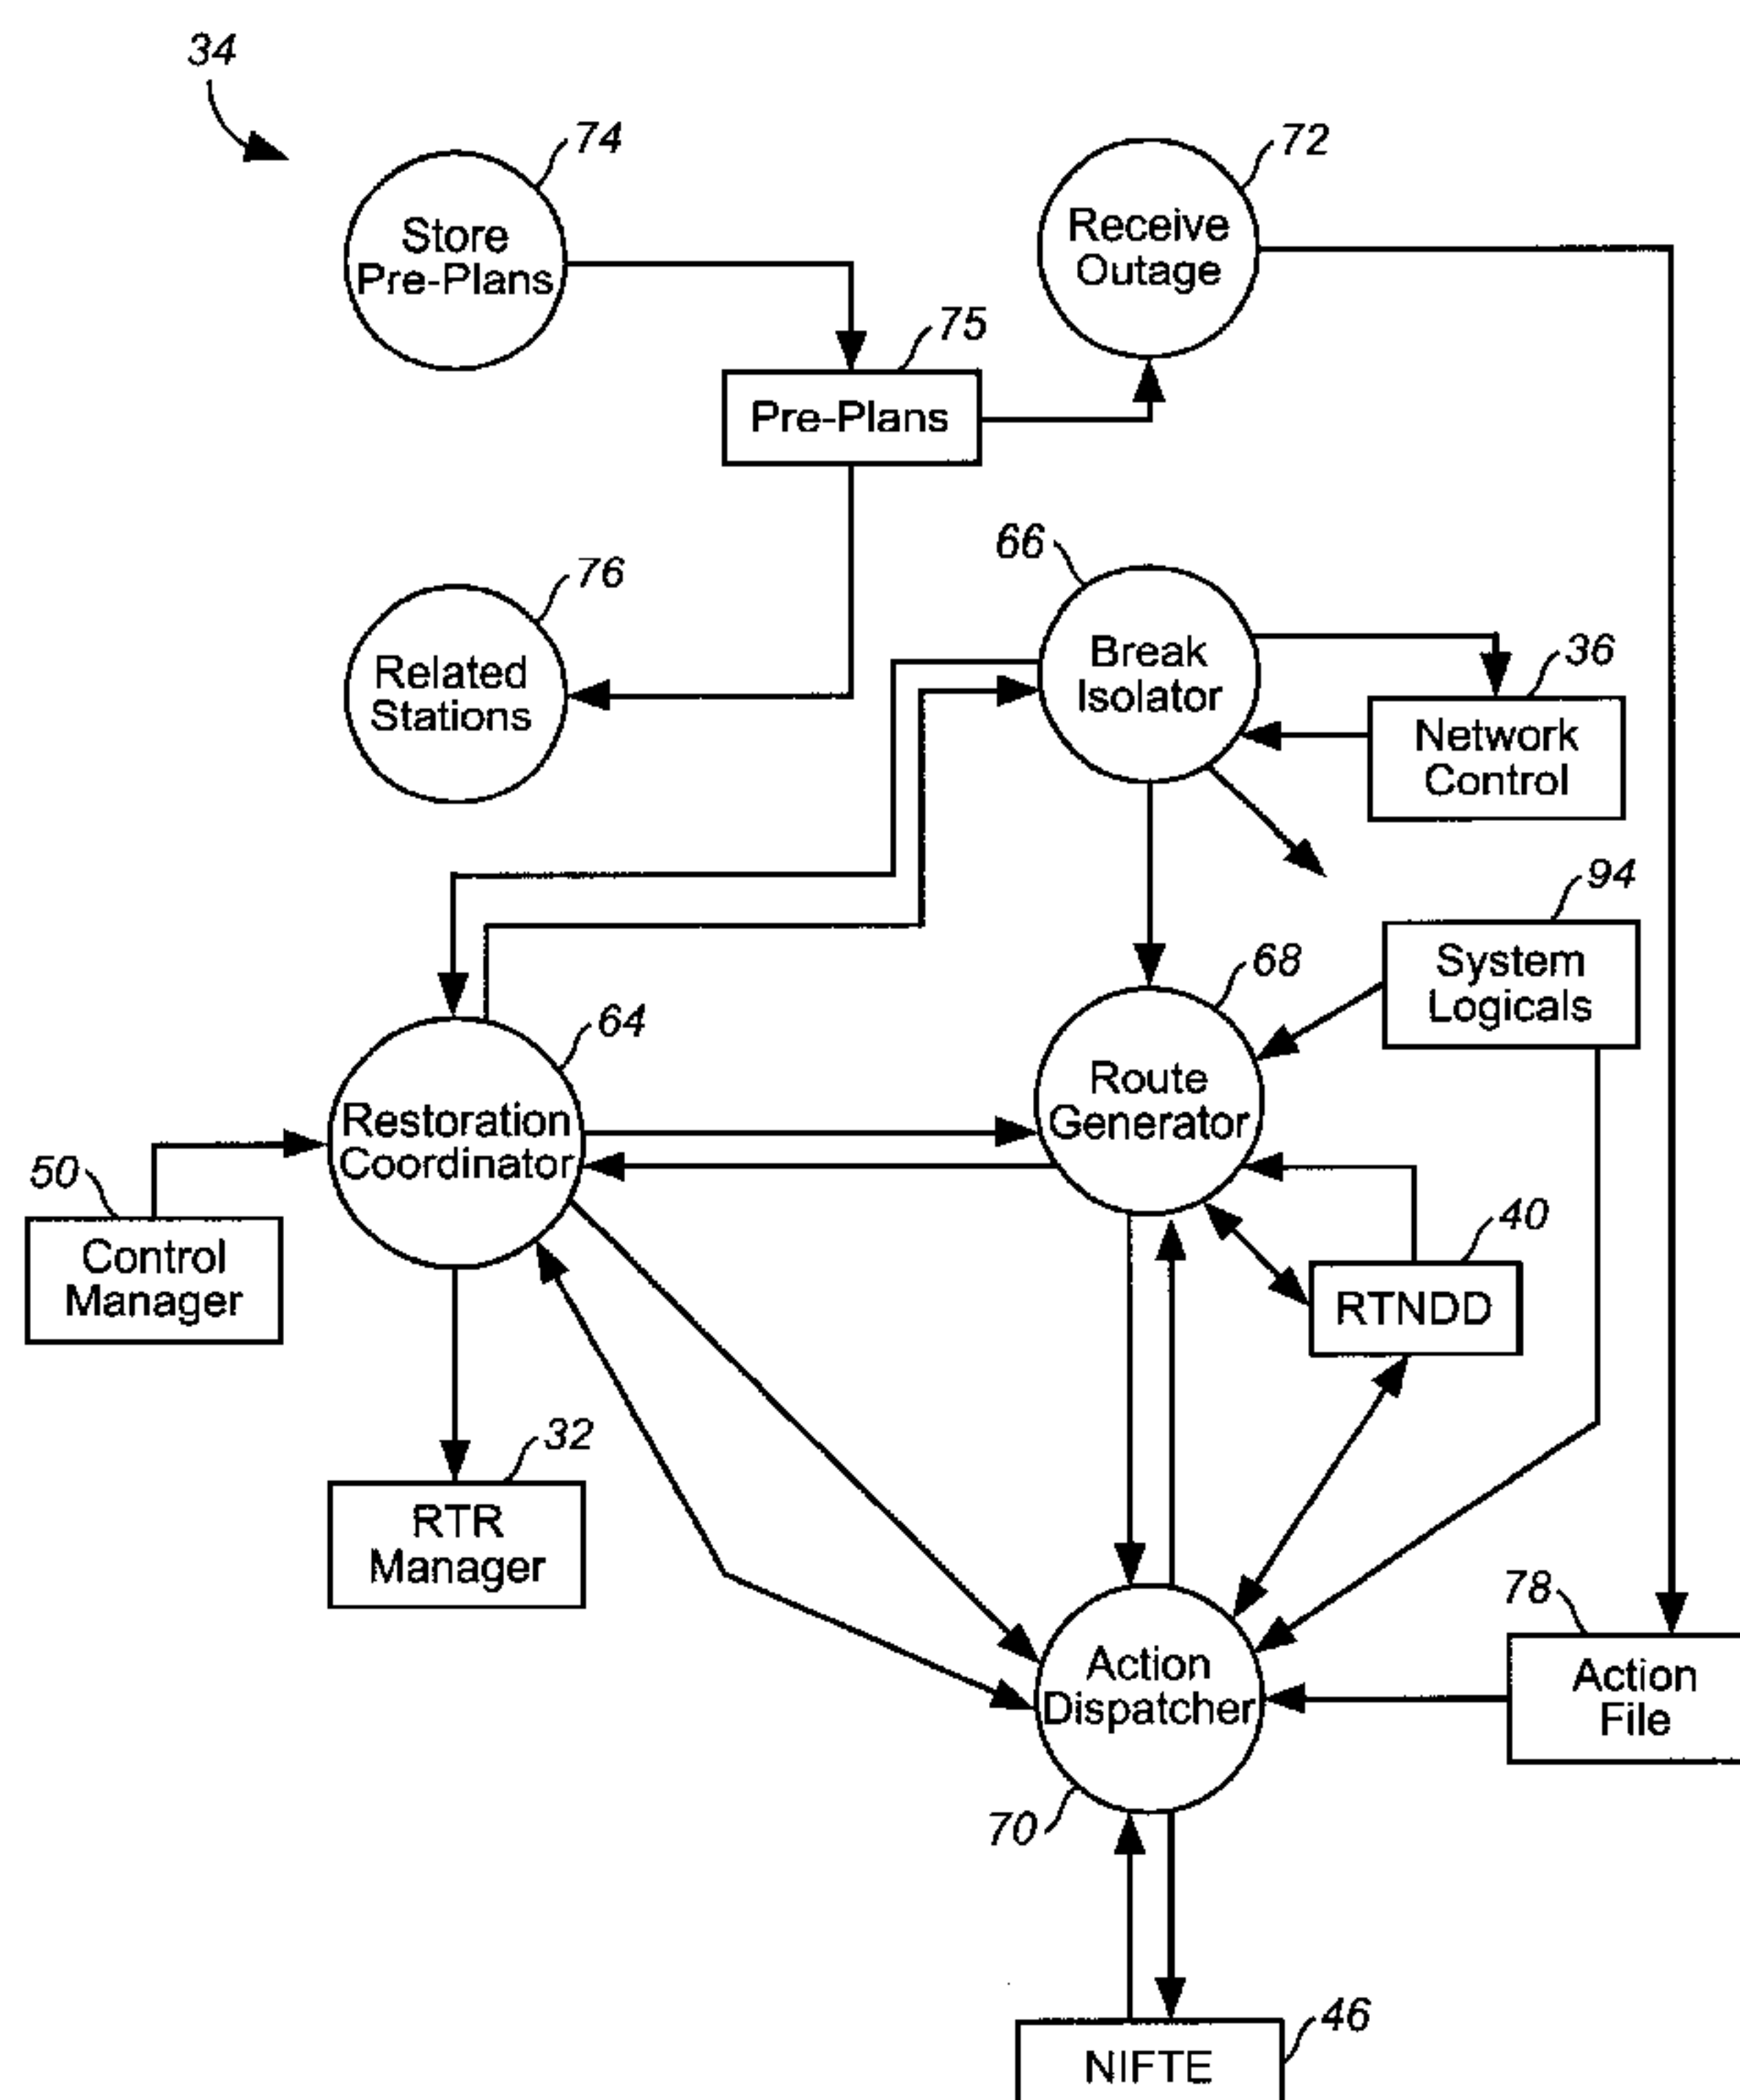 34
74
72
Store
Pre-Plans
Receive
Outage
75
Pre-Plans
66
76
Break
Isolator
36
Related
Stations
Network
Control
94
68
System
Logicals
64
Route
Generator
Restoration
Coordinator
50
40
Control
Manager
RTNDD
32
RTR
Manager
78
Action
Dispatcher
Action
File
70
46
NIFTE